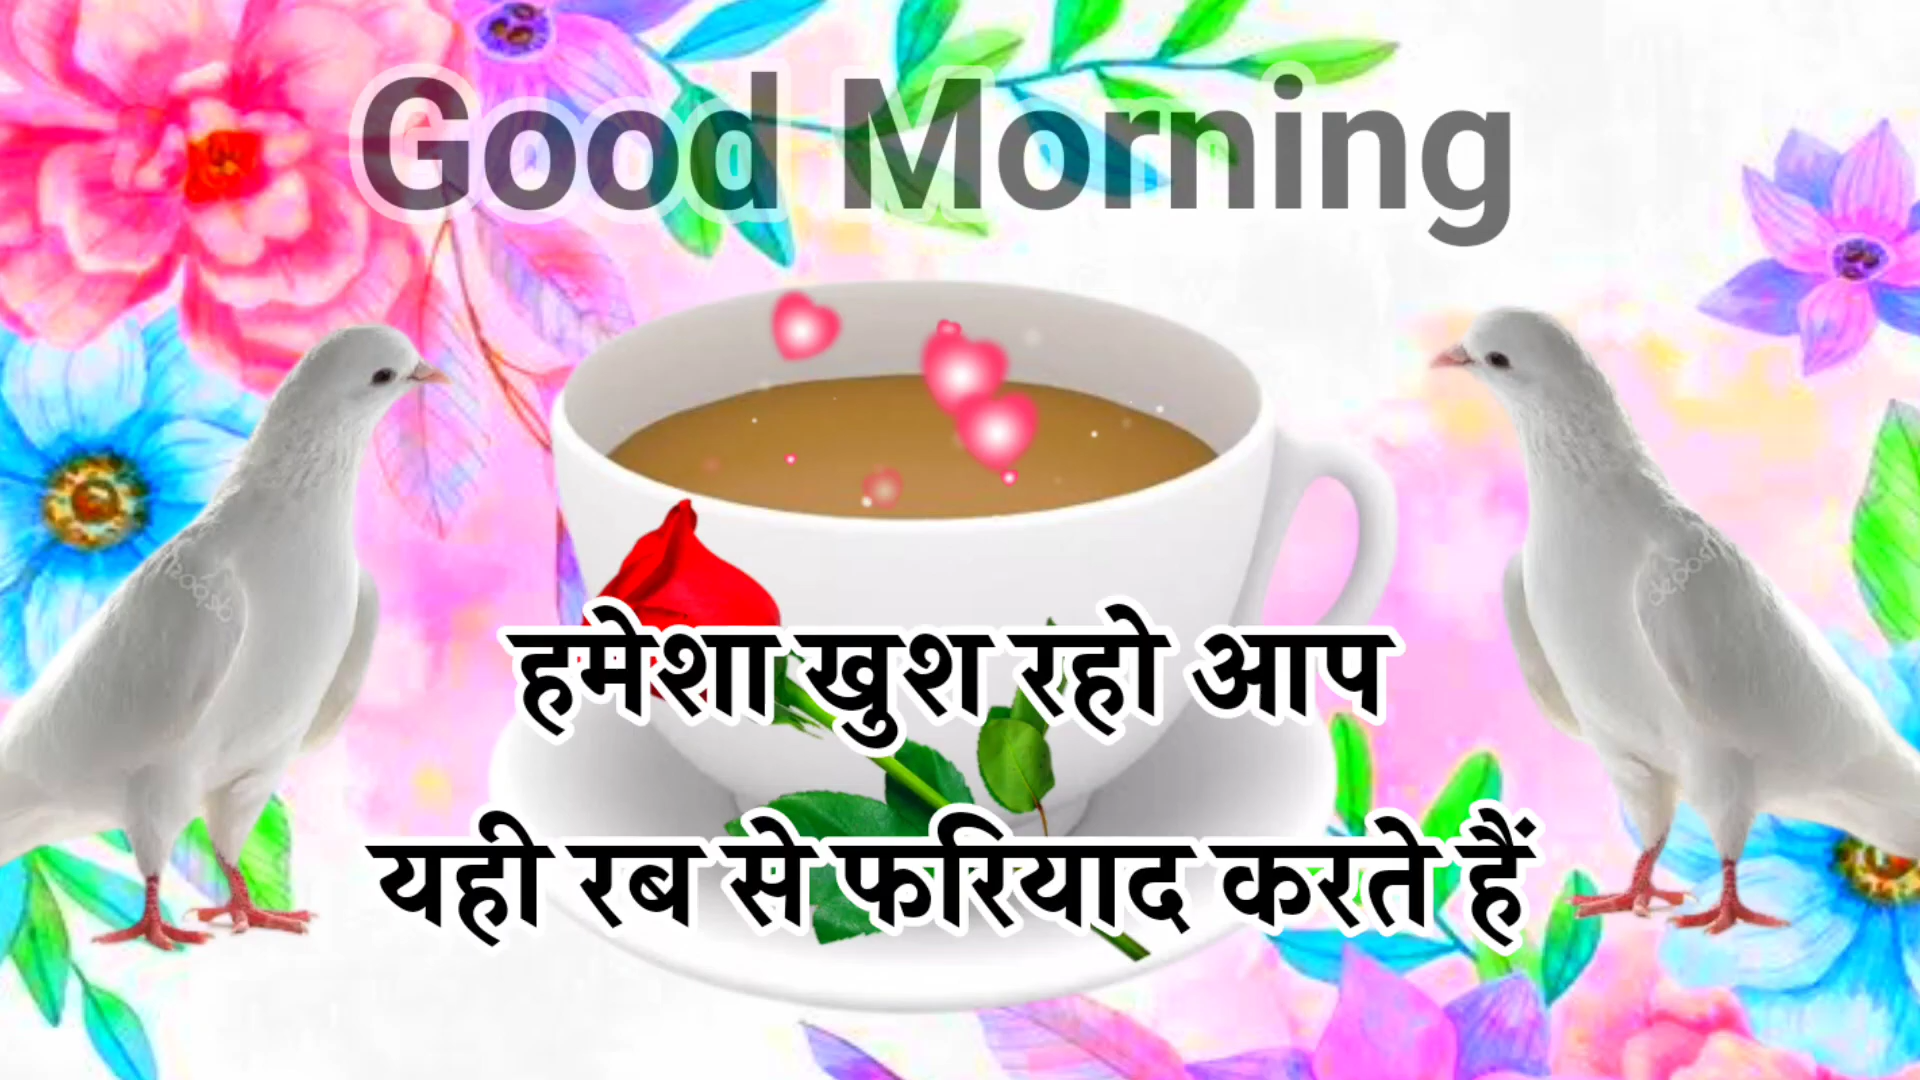 Good Morning
हमेशा खुश रहो आप
यही रब से फरियाद करते हैं